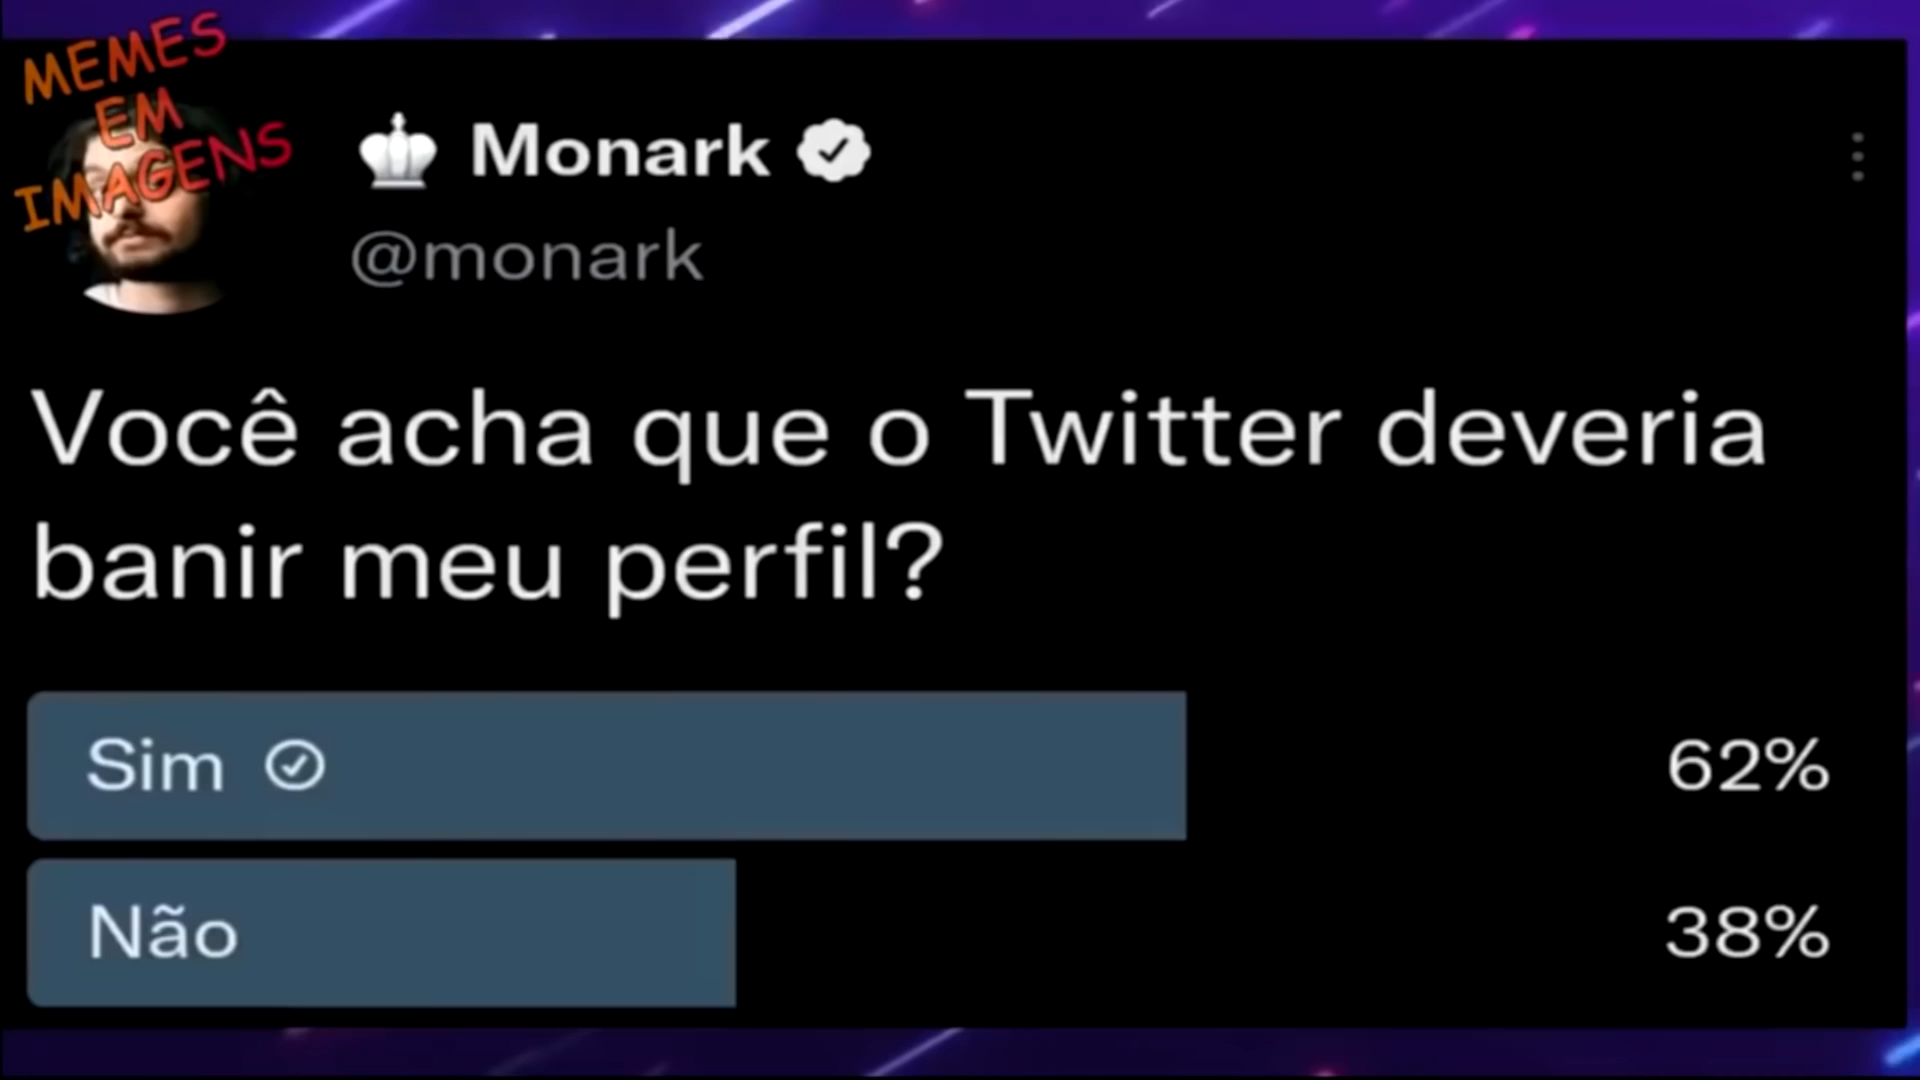 MEMES
EM
IMAGENS
Monark
@monark
Você acha que o Twitter deveria
banir meu perfil?
Sim 62%
Não 38%